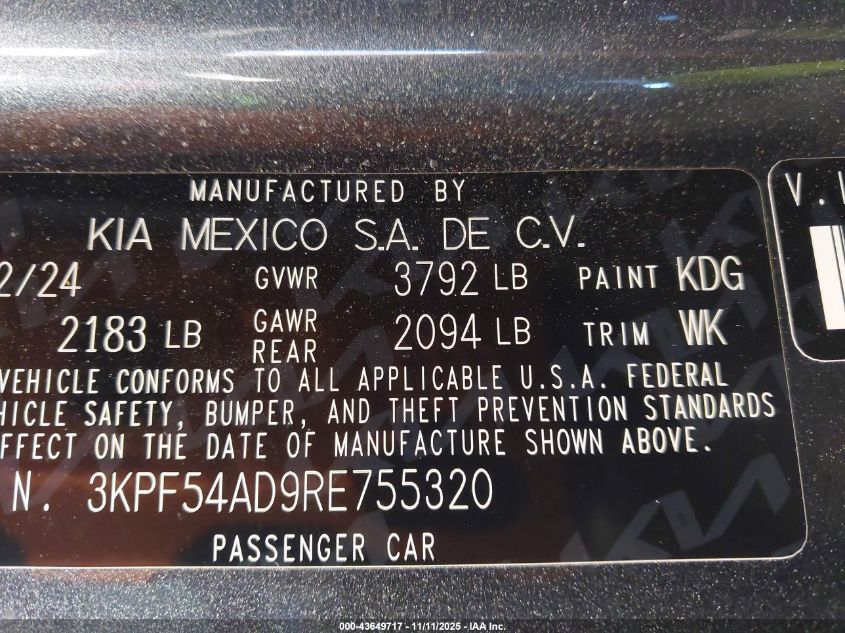 MANUFACTURED BY
KIA MEXICO S.A. DE C.V.
2/24 GVWR 3792 LB PAINT KDG
2183 LB GAWR REAR 2094 LB TRIM WK
VEHICLE CONFORMS TO ALL APPLICABLE U.S.A. FEDERAL
HICLE SAFETY, BUMPER, AND THEFT PREVENTION STANDARDS
FFECT ON THE DATE OF MANUFACTURE SHOWN ABOVE.
N. 3KPF54AD9RE755320
PASSENGER CAR
V.I
000-43649717 - 11/11/2025 - IAA Inc.